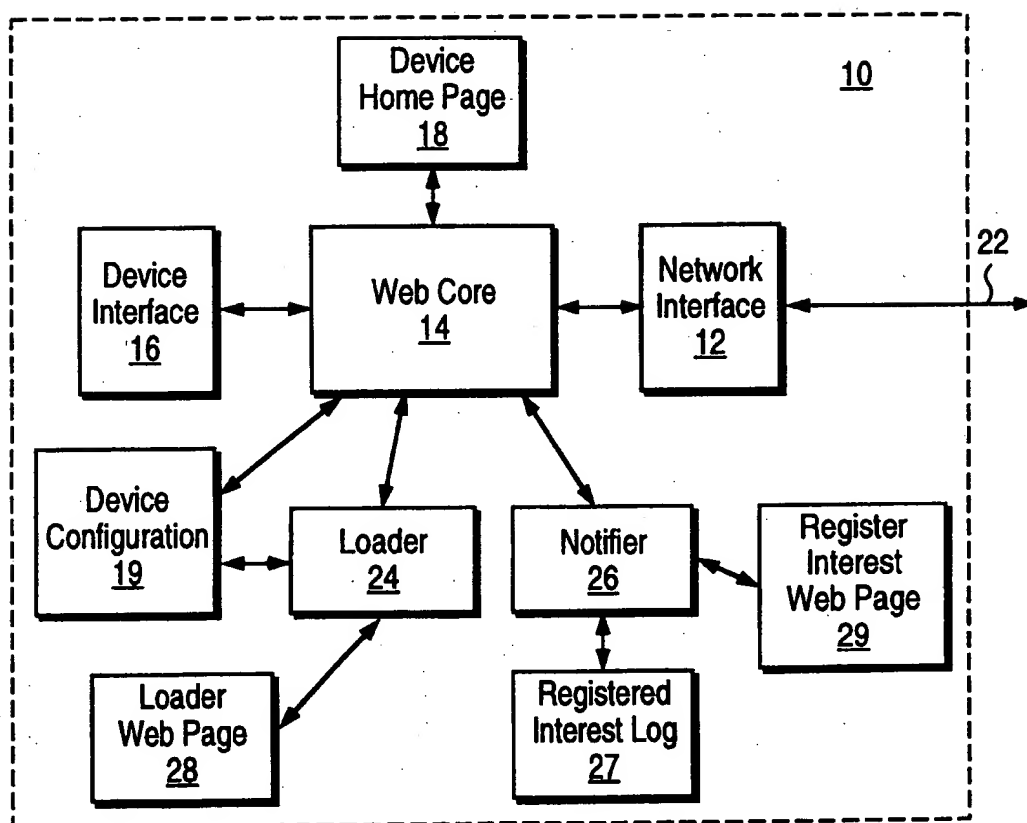 Device
Home Page
18
10
Device
Interface
16
Web Core
14
Network
Interface
12
22
Device
Configuration
19
Loader
24
Notifier
26
Register
Interest
Web Page
29
Loader
Web Page
28
Registered
Interest Log
27